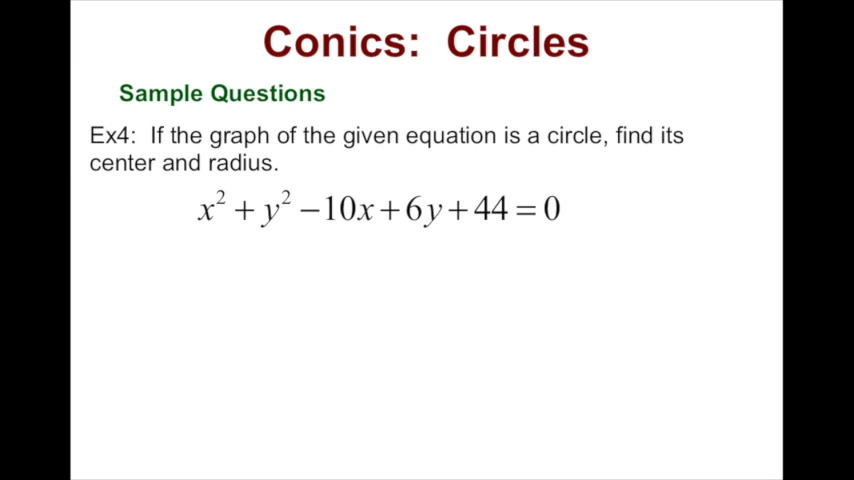 Conics: Circles
Sample Questions
Ex4: If the graph of the given equation is a circle, find its
center and radius.
x² + y² − 10x + 6y + 44 = 0